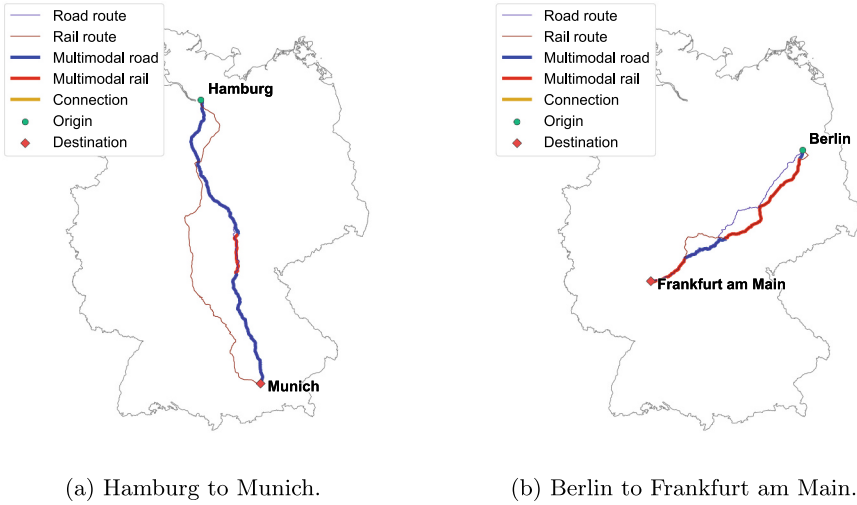 Road route
Rail route
Multimodal road
Multimodal rail
Connection
Origin
Destination
Hamburg
Munich
(a) Hamburg to Munich.
Road route
Rail route
Multimodal road
Multimodal rail
Connection
Origin
Destination
Berlin
Frankfurt am Main
(b) Berlin to Frankfurt am Main.